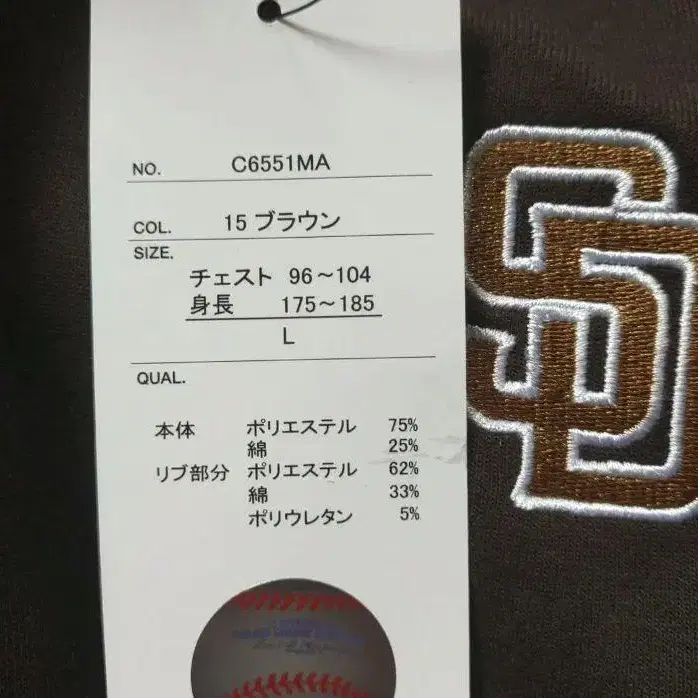 NO. C6551MA
COL. 15 ブラウン
SIZE.
チェスト 96～104
身長 175～185
L
QUAL.
本体 ポリエステル 75%
綿 25%
リブ部分 ポリエステル 62%
綿 33%
ポリウレタン 5%
SD